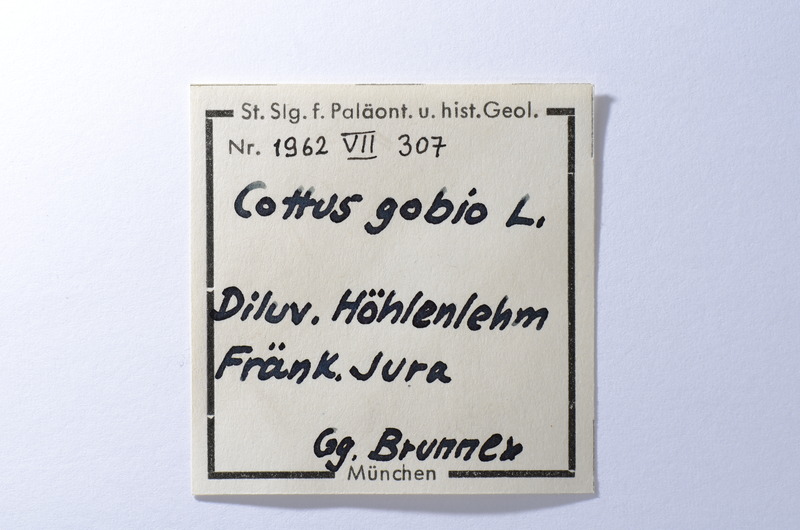 St. Slg. f. Paläont. u. hist. Geol.
Nr. 1962 VII 307
Cottus gobio L.
Diluv. Höhlenlehm
Fränk. Jura
Gg. Brunner
München